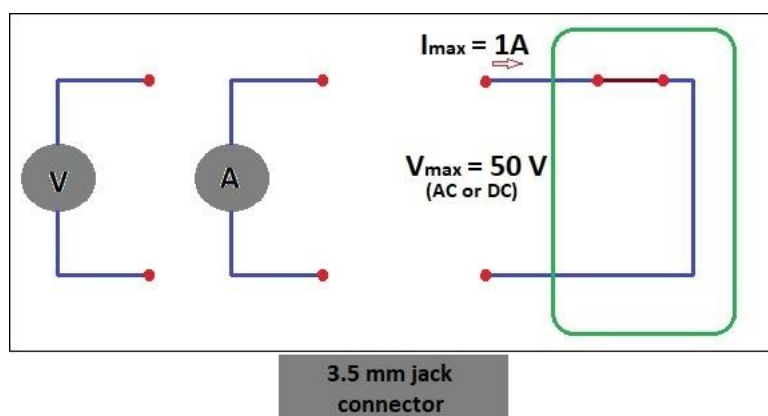 Imax = 1A
V
A
Vmax = 50 V
(AC or DC)
3.5 mm jack
connector